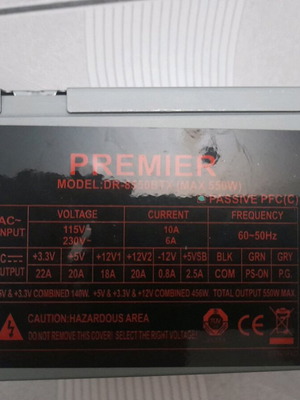 PREMIER
MODEL:DR-8550BTX (MAX 550W)
PASSIVE PFC(C)
AC~ INPUT VOLTAGE CURRENT FREQUENCY
115V 10A 60~50Hz
230V 6A
DC +3.3V +5V +12V1 +12V2 -12V +5VSB BLK GRN GRY
OUTPUT 22A 20A 18A 20A 0.8A 2.5A COM PS-ON P.G
+5V & +3.3V COMBINED 140W, +5V & +3.3V & +12V COMBINED 450W, TOTAL OUTPUT 550W MAX
CAUTION:HAZARDOUS AREA
DO NOT REMOVE THIS COVER! SELECT THE RIGHT VOLTAGE!